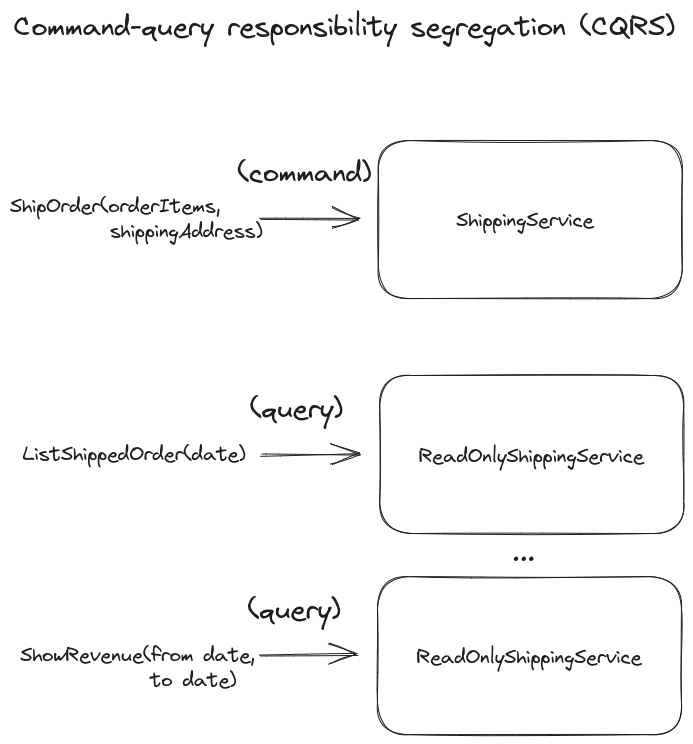 Command-query responsibility segregation (CQRS)
(command)
ShipOrder(orderItems,
shippingAddress)
ShippingService
(query)
ListShippedOrder(date)
ReadOnlyShippingService
...
(query)
ShowRevenue(from date,
to date)
ReadOnlyShippingService